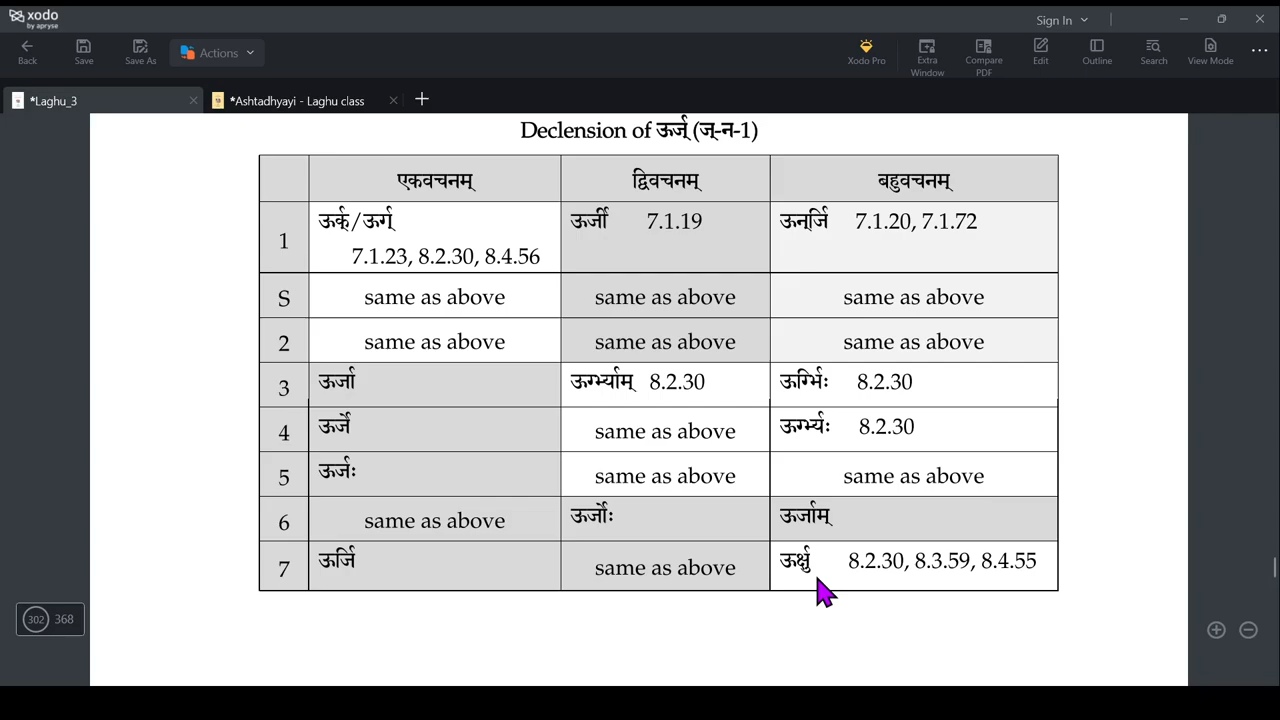 xodo
by apryse
Sign In
Back
Save
Save As
Actions
Xodo Pro
Extra Window
Compare PDF
Edit
Outline
Search
View Mode
*Laghu_3
*Ashtadhyayi - Laghu class
Declension of ऊर्ज् (ज्-न-1)
एकवचनम् द्विवचनम् बहुवचनम्
1 ऊर्क्/ऊर्ग् 7.1.23, 8.2.30, 8.4.56 ऊर्जी 7.1.19 ऊन्र्जि 7.1.20, 7.1.72
S same as above same as above same as above
2 same as above same as above same as above
3 ऊर्जा ऊर्ग्भ्याम् 8.2.30 ऊर्ग्भिः 8.2.30
4 ऊर्जे same as above ऊर्ग्भ्यः 8.2.30
5 ऊर्जः same as above same as above
6 same as above ऊर्जोः ऊर्जाम्
7 ऊर्जि same as above ऊर्क्षु 8.2.30, 8.3.59, 8.4.55
302 368